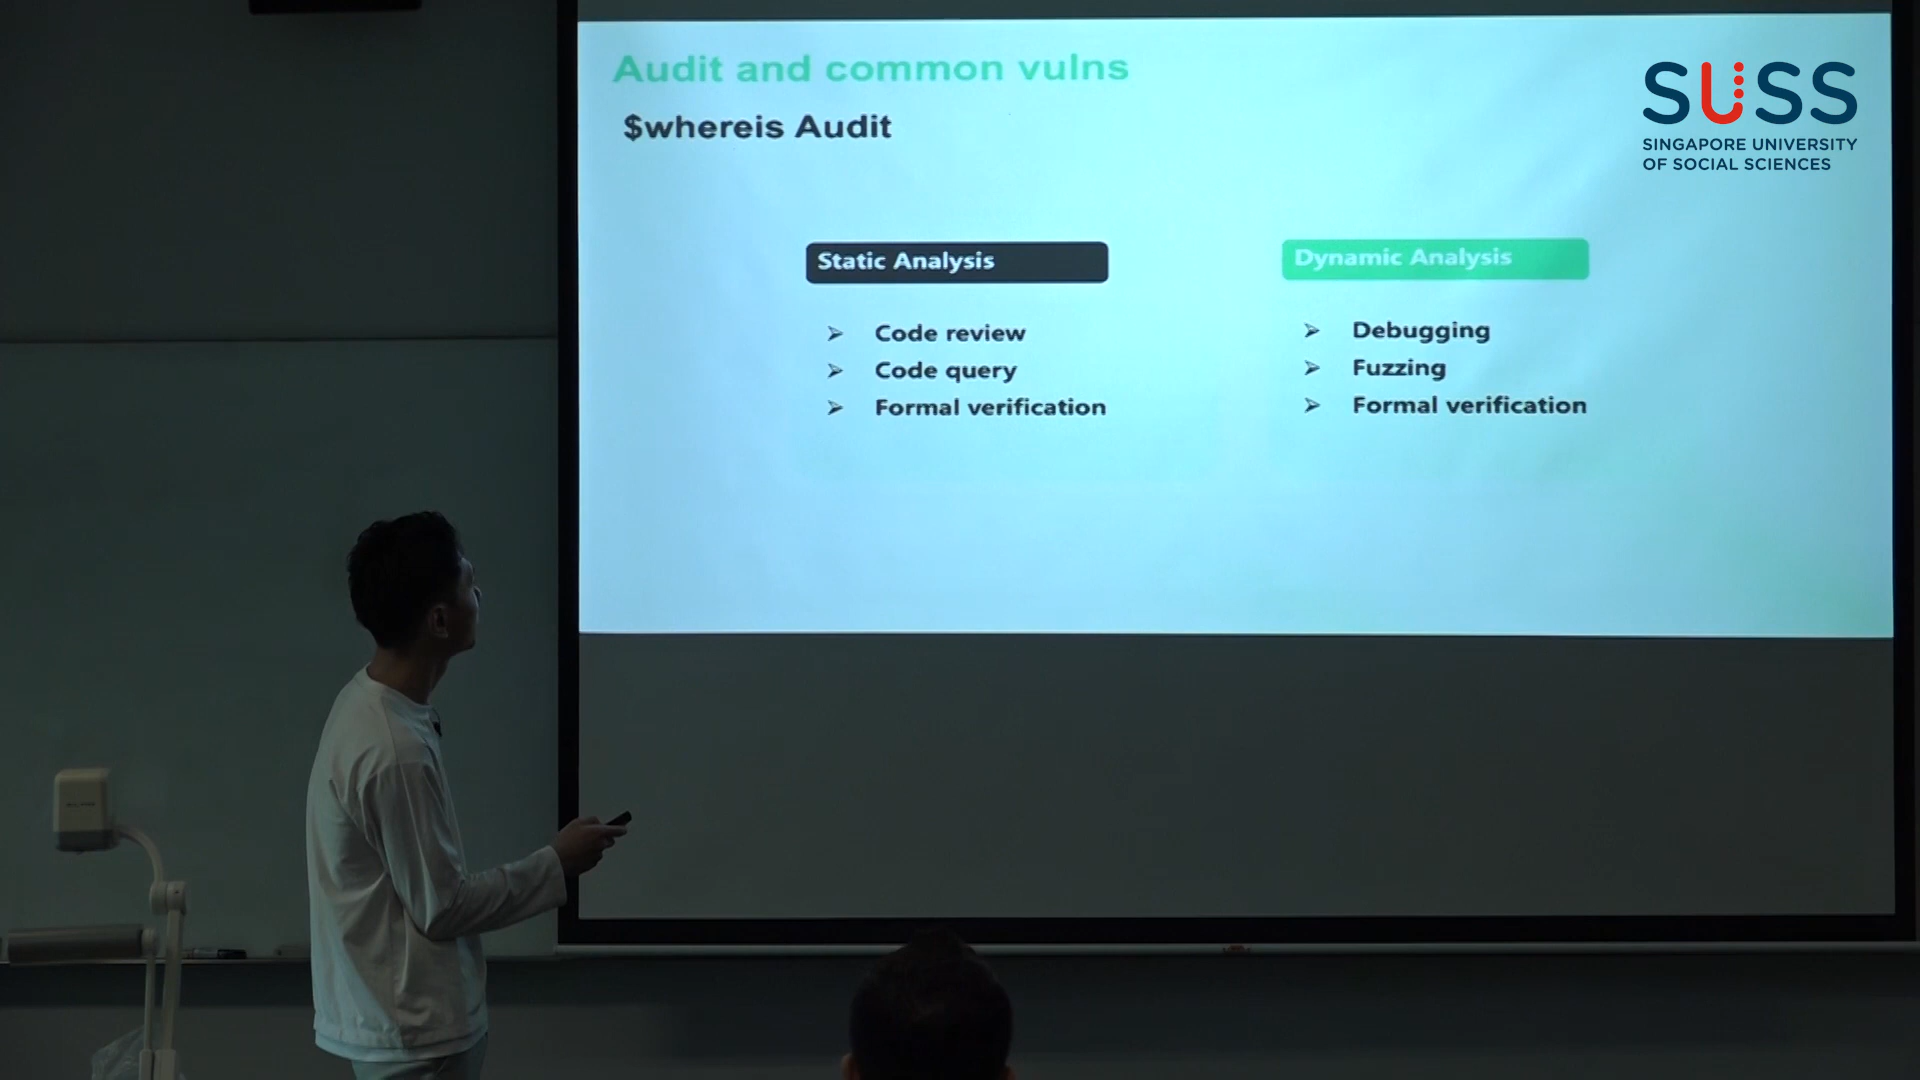 Audit and common vulns
$whereis Audit
SUSS
SINGAPORE UNIVERSITY
OF SOCIAL SCIENCES
Static Analysis
➢ Code review
➢ Code query
➢ Formal verification
Dynamic Analysis
➢ Debugging
➢ Fuzzing
➢ Formal verification